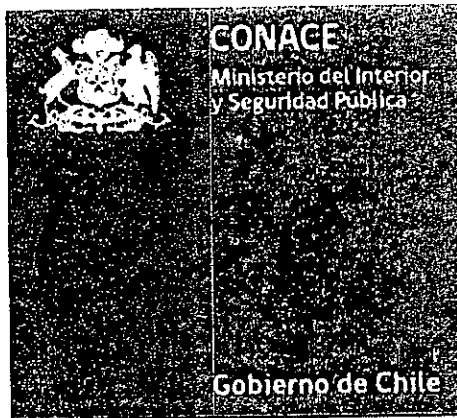 CONACE
Ministerio del Interior
y Seguridad Pública
Gobierno de Chile